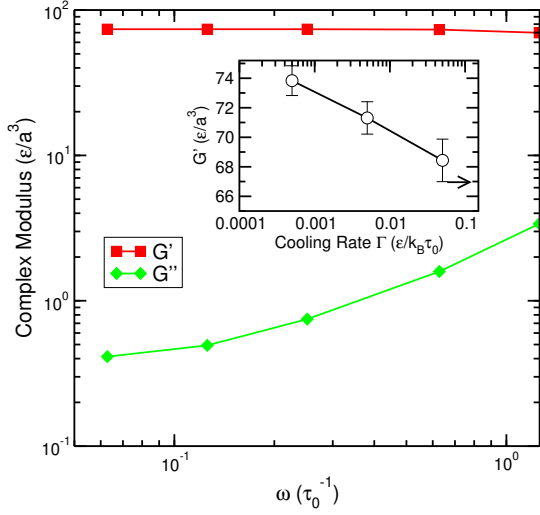 10^2
10^1
10^0
10^-1
Complex Modulus (ε/a^3)
74
72
70
68
66
G' (ε/a^3)
0.0001 0.001 0.01 0.1
Cooling Rate Γ (ε/k_Bτ_0)
G'
G''
10^-1 10^0
ω (τ_0^-1)